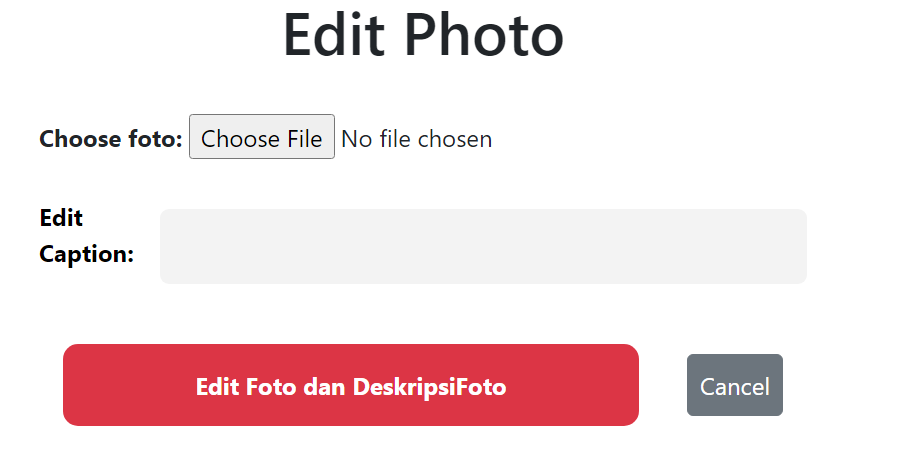 Edit Photo
Choose foto: Choose File No file chosen
Edit
Caption:
Edit Foto dan DeskripsiFoto Cancel